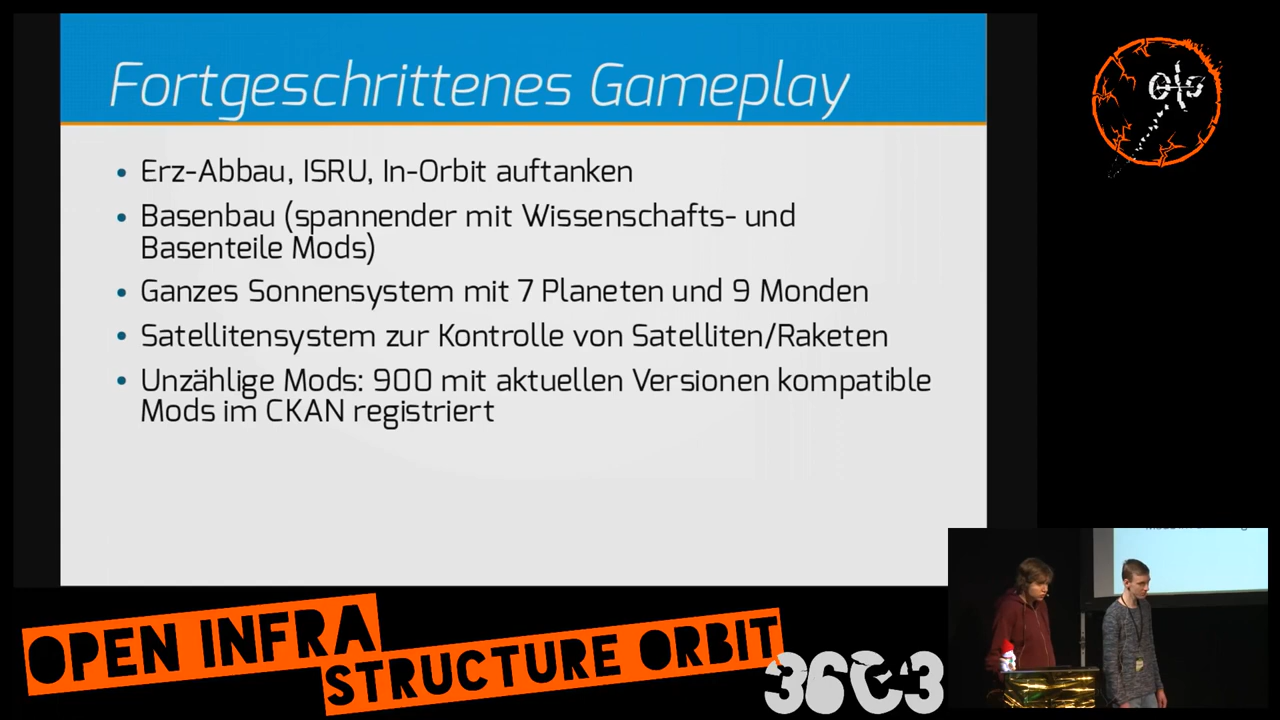 Fortgeschrittenes Gameplay
• Erz-Abbau, ISRU, In-Orbit auftanken
• Basenbau (spannender mit Wissenschafts- und
Basenteile Mods)
• Ganzes Sonnensystem mit 7 Planeten und 9 Monden
• Satellitensystem zur Kontrolle von Satelliten/Raketen
• Unzählige Mods: 900 mit aktuellen Versionen kompatible
Mods im CKAN registriert
OIO
OPEN INFRA
STRUCTURE ORBIT
36C3